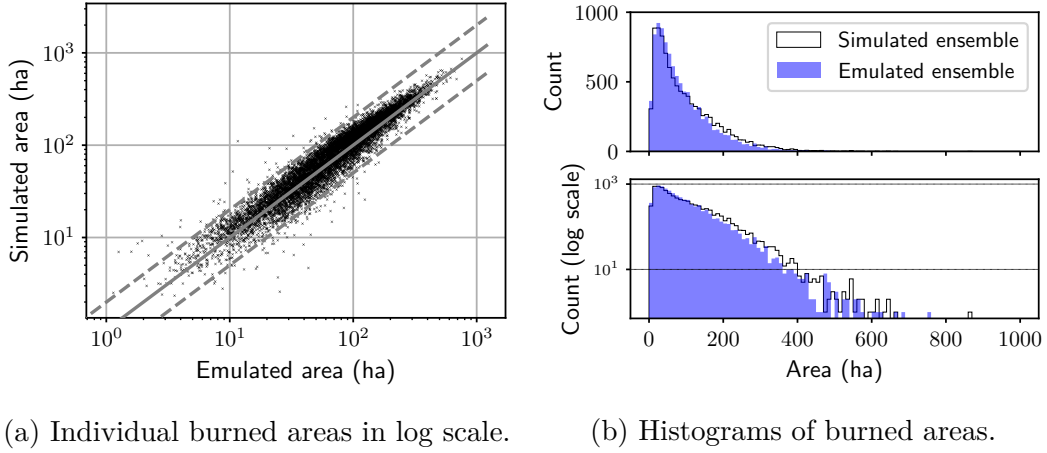 Simulated area (ha)
10³
10²
10¹
10⁰ 10¹ 10² 10³
Emulated area (ha)
(a) Individual burned areas in log scale.
Count
1000
500
0
Simulated ensemble
Emulated ensemble
Count (log scale)
10³
10¹
0 200 400 600 800 1000
Area (ha)
(b) Histograms of burned areas.